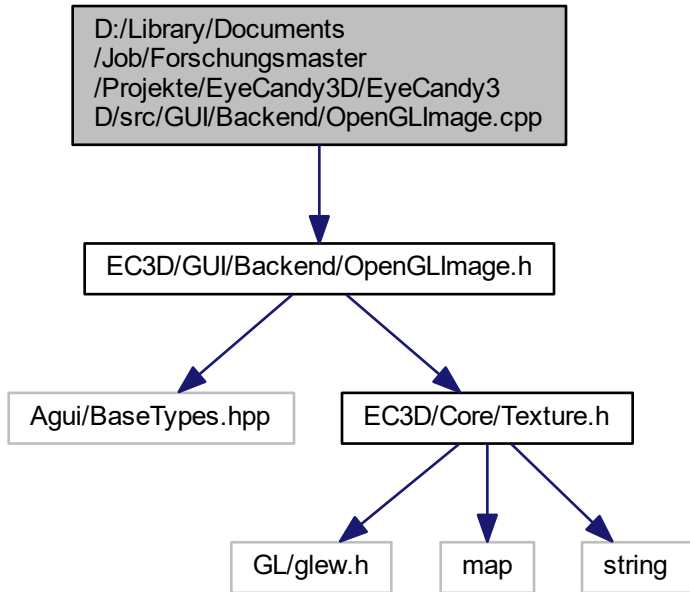 D:/Library/Documents
/Job/Forschungsmaster
/Projekte/EyeCandy3D/EyeCandy3
D/src/GUI/Backend/OpenGLImage.cpp
EC3D/GUI/Backend/OpenGLImage.h
Agui/BaseTypes.hpp
EC3D/Core/Texture.h
GL/glew.h
map
string